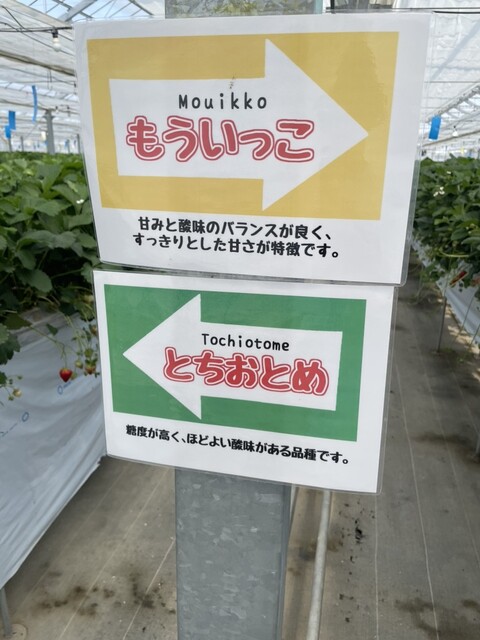 Mouikko
もういっこ
甘みと酸味のバランスが良く、
すっきりとした甘さが特徴です。
Tochiotome
とちおとめ
糖度が高く、ほどよい酸味がある品種です。